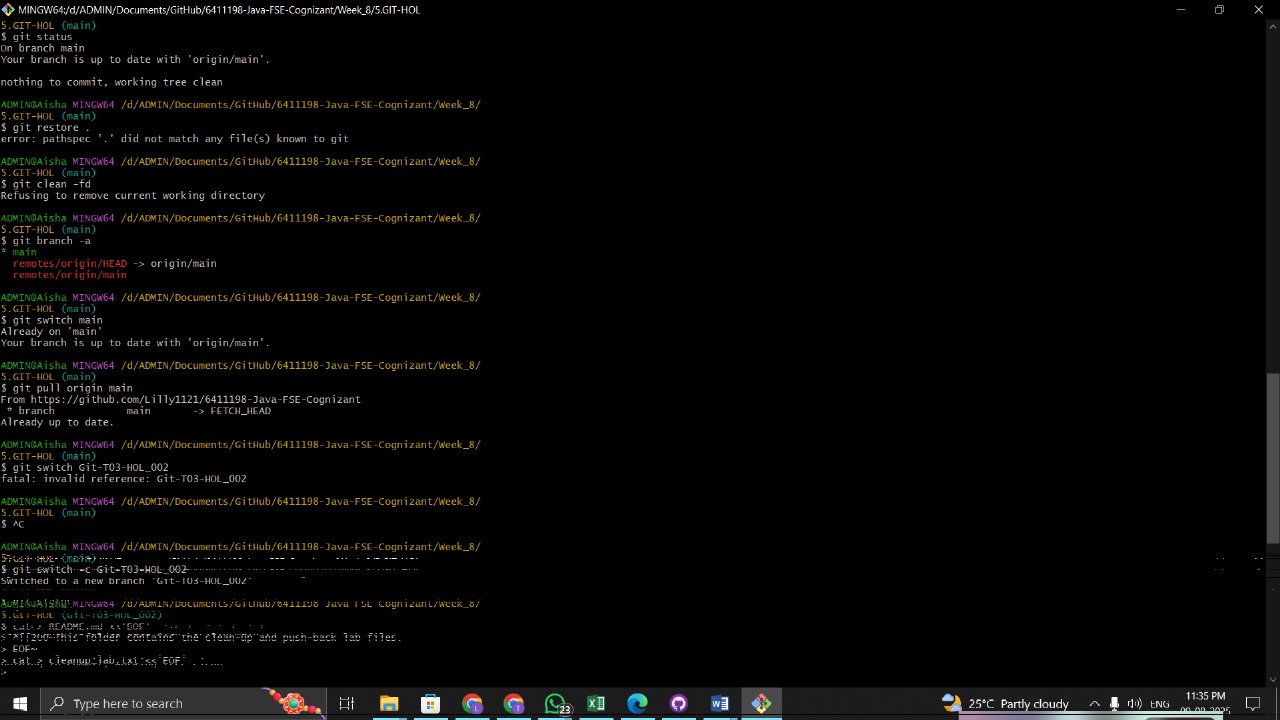 MINGW64:/d/ADMIN/Documents/GitHub/6411198-Java-FSE-Cognizant/Week_8/5.GIT-HOL
5.GIT-HOL (main)
$ git status
On branch main
Your branch is up to date with 'origin/main'.
nothing to commit, working tree clean
ADMIN@Aisha MINGW64 /d/ADMIN/Documents/GitHub/6411198-Java-FSE-Cognizant/Week_8/
5.GIT-HOL (main)
$ git restore .
error: pathspec '.' did not match any file(s) known to git
ADMIN@Aisha MINGW64 /d/ADMIN/Documents/GitHub/6411198-Java-FSE-Cognizant/Week_8/
5.GIT-HOL (main)
$ git clean -fd
Refusing to remove current working directory
ADMIN@Aisha MINGW64 /d/ADMIN/Documents/GitHub/6411198-Java-FSE-Cognizant/Week_8/
5.GIT-HOL (main)
$ git branch -a
* main
remotes/origin/HEAD -> origin/main
remotes/origin/main
ADMIN@Aisha MINGW64 /d/ADMIN/Documents/GitHub/6411198-Java-FSE-Cognizant/Week_8/
5.GIT-HOL (main)
$ git switch main
Already on 'main'
Your branch is up to date with 'origin/main'.
ADMIN@Aisha MINGW64 /d/ADMIN/Documents/GitHub/6411198-Java-FSE-Cognizant/Week_8/
5.GIT-HOL (main)
$ git pull origin main
From https://github.com/Lilly1121/6411198-Java-FSE-Cognizant
* branch main -> FETCH_HEAD
Already up to date.
ADMIN@Aisha MINGW64 /d/ADMIN/Documents/GitHub/6411198-Java-FSE-Cognizant/Week_8/
5.GIT-HOL (main)
$ git switch Git-T03-HOL_002
fatal: invalid reference: Git-T03-HOL_002
ADMIN@Aisha MINGW64 /d/ADMIN/Documents/GitHub/6411198-Java-FSE-Cognizant/Week_8/
5.GIT-HOL (main)
$ ^C
ADMIN@Aisha MINGW64 /d/ADMIN/Documents/GitHub/6411198-Java-FSE-Cognizant/Week_8/
5.GIT-HOL (main)
$ git switch -c Git-T03-HOL_002
Switched to a new branch 'Git-T03-HOL_002'
MINGW64 /d/ADMIN/Documents/GitHub/6411198-Java-FSE-Cognizant/Week_8/
5.GIT-HOL (Git-T03-HOL_002)
$ cat > README.md <<'EOF'
this folder contains the clean-up and push-back lab files.
> EOF
> cat >
Type here to search
23
25°C Partly cloudy
ENG
11:35 PM